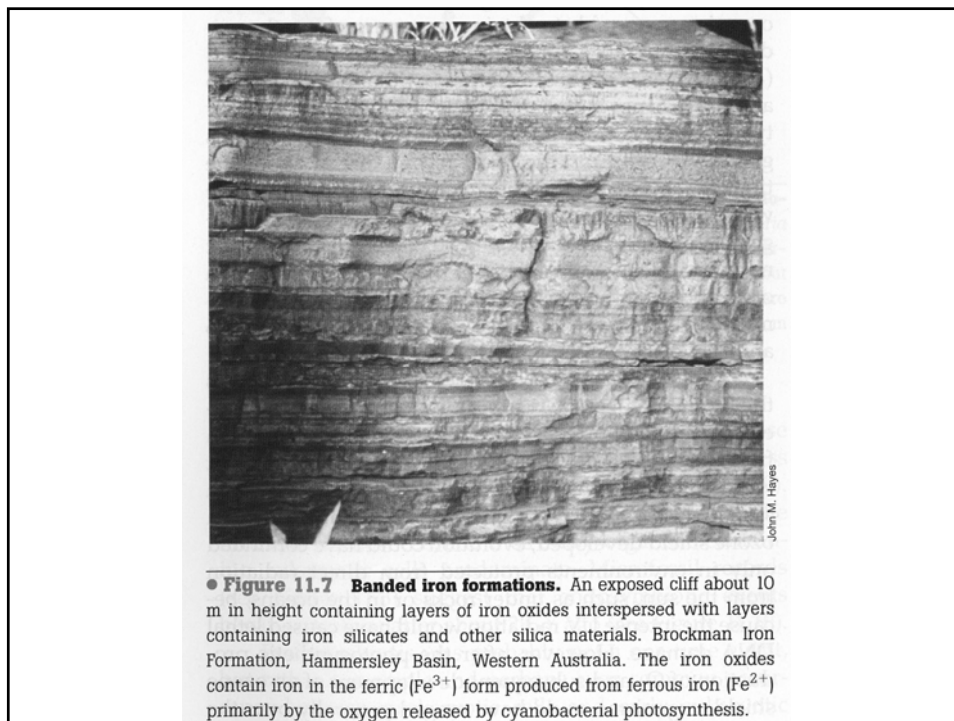 John M. Hayes
● Figure 11.7 Banded iron formations. An exposed cliff about 10
m in height containing layers of iron oxides interspersed with layers
containing iron silicates and other silica materials. Brockman Iron
Formation, Hammersley Basin, Western Australia. The iron oxides
contain iron in the ferric (Fe³⁺) form produced from ferrous iron (Fe²⁺)
primarily by the oxygen released by cyanobacterial photosynthesis.